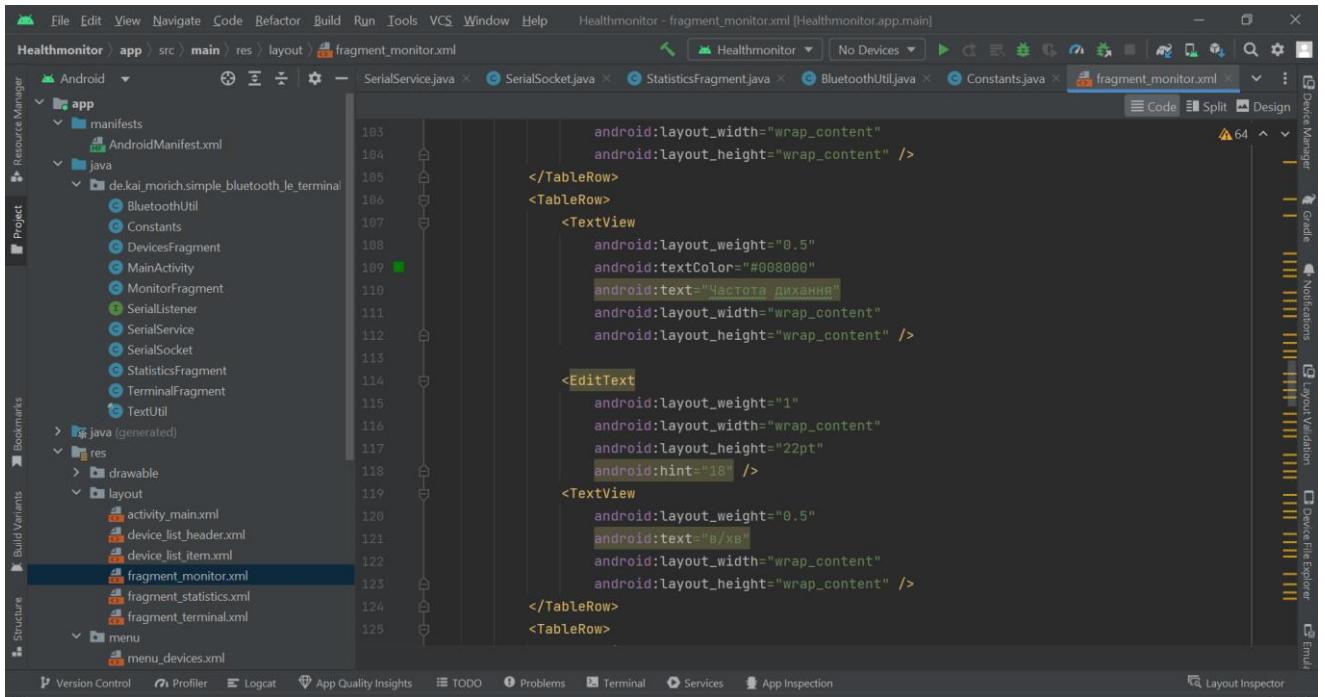 File Edit View Navigate Code Refactor Build Run Tools VCS Window Help Healthmonitor - fragment_monitor.xml [Healthmonitor.app.main]
Healthmonitor app src main res layout fragment_monitor.xml Healthmonitor No Devices
Android SerialService.java SerialSocket.java StatisticsFragment.java BluetoothUtil.java Constants.java fragment_monitor.xml
Code Split Design
64
app
manifests
AndroidManifest.xml
java
de.kai_morich.simple_bluetooth_le_terminal
BluetoothUtil
Constants
DevicesFragment
MainActivity
MonitorFragment
SerialListener
SerialService
SerialSocket
StatisticsFragment
TerminalFragment
TextUtil
java (generated)
res
drawable
layout
activity_main.xml
device_list_header.xml
device_list_item.xml
fragment_monitor.xml
fragment_statistics.xml
fragment_terminal.xml
menu
menu_devices.xml
103 android:layout_width="wrap_content"
104 android:layout_height="wrap_content" />
105 </TableRow>
106 <TableRow>
107 <TextView
108 android:layout_weight="0.5"
109 android:textColor="#008000"
110 android:text="Частота дихання"
111 android:layout_width="wrap_content"
112 android:layout_height="wrap_content" />
113
114 <EditText
115 android:layout_weight="1"
116 android:layout_width="wrap_content"
117 android:layout_height="22pt"
118 android:hint="18" />
119 <TextView
120 android:layout_weight="0.5"
121 android:text="в/хв"
122 android:layout_width="wrap_content"
123 android:layout_height="wrap_content" />
124 </TableRow>
125 <TableRow>
Resource Manager
Project
Bookmarks
Build Variants
Structure
Device Manager
Gradle
Notifications
Layout Validation
Device File Explorer
Version Control Profiler Logcat App Quality Insights TODO Problems Terminal Services App Inspection Layout Inspector